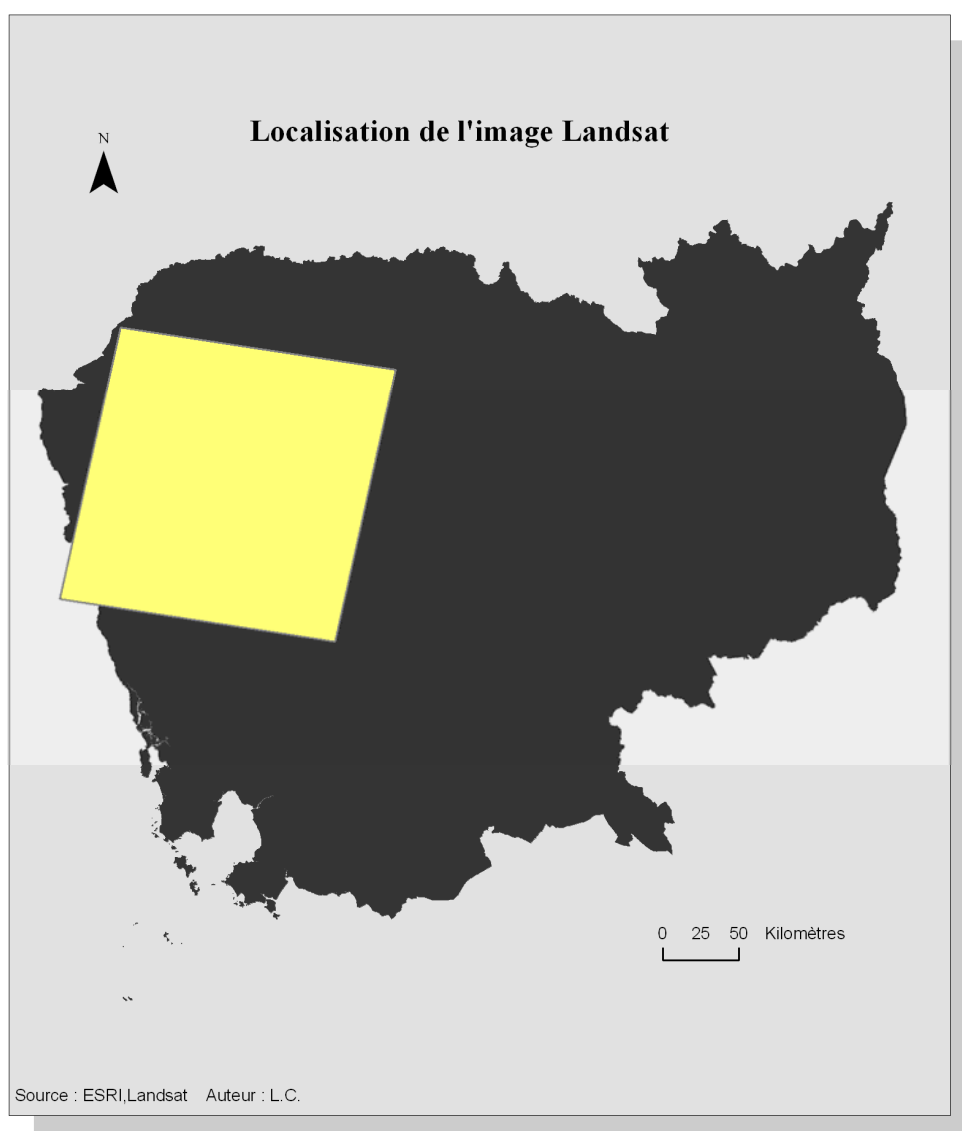 Localisation de l'image Landsat
N
0 25 50 Kilomètres
Source : ESRI,Landsat Auteur : L.C.